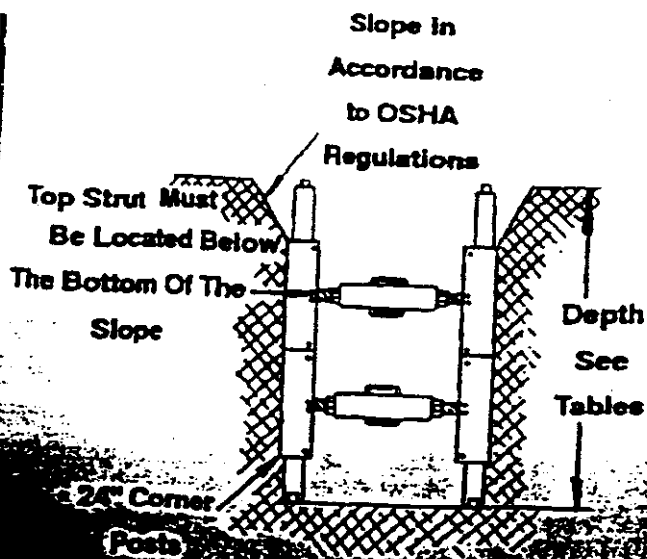 Slope In
Accordance
to OSHA
Regulations
Top Strut Must
Be Located Below
The Bottom Of The
Slope
Depth
See
Tables
24" Corner
Posts